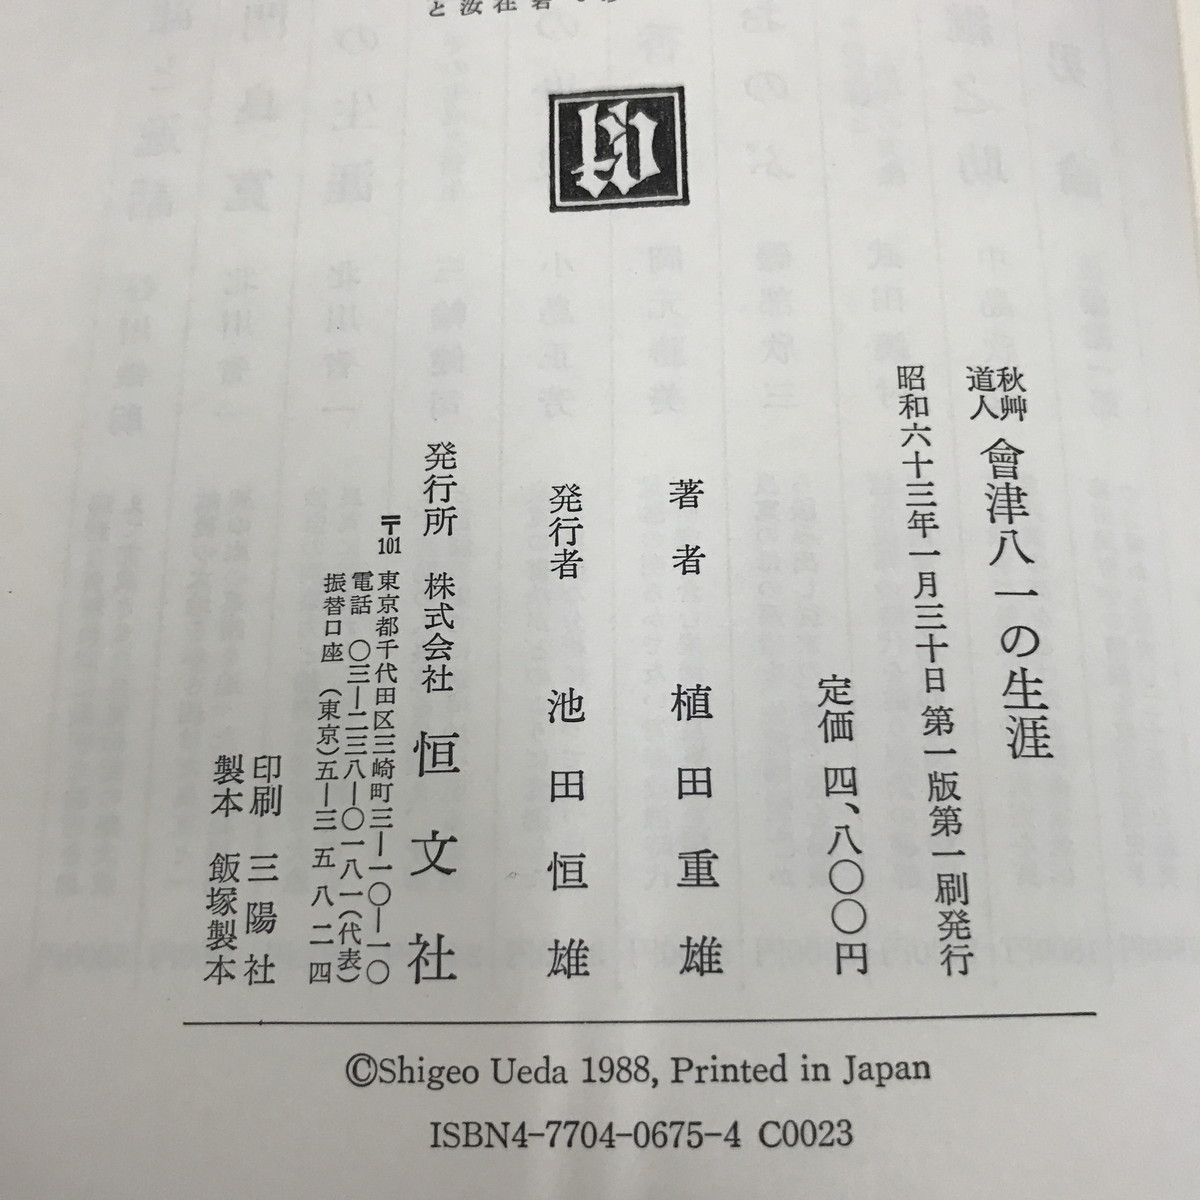 秋艸道人 會津八一の生涯
昭和六十三年一月三十日 第一版第一刷発行
定価 四、八〇〇円
著者 植田重雄
発行者 池田恒雄
発行所 株式会社 恒文社
〒101 東京都千代田区三崎町三―一〇―一〇
電話 〇三―二三八―〇一八一(代表)
振替口座 (東京)五―三五八二四
印刷 三陽社
製本 飯塚製本
©Shigeo Ueda 1988, Printed in Japan
ISBN4-7704-0675-4 C0023